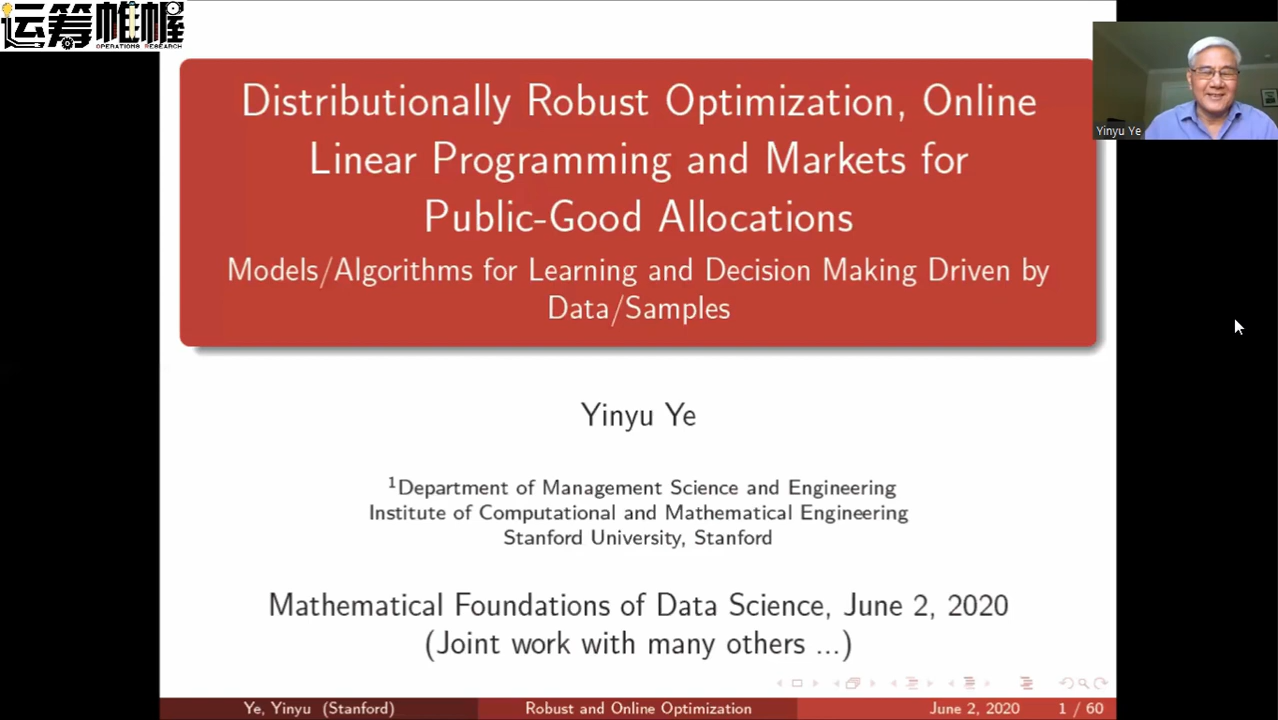 运筹帷幄
OPERATIONS RESEARCH
Distributionally Robust Optimization, Online
Linear Programming and Markets for
Public-Good Allocations
Models/Algorithms for Learning and Decision Making Driven by
Data/Samples
Yinyu Ye
Yinyu Ye
1Department of Management Science and Engineering
Institute of Computational and Mathematical Engineering
Stanford University, Stanford
Mathematical Foundations of Data Science, June 2, 2020
(Joint work with many others ...)
Ye, Yinyu (Stanford) Robust and Online Optimization June 2, 2020 1 / 60